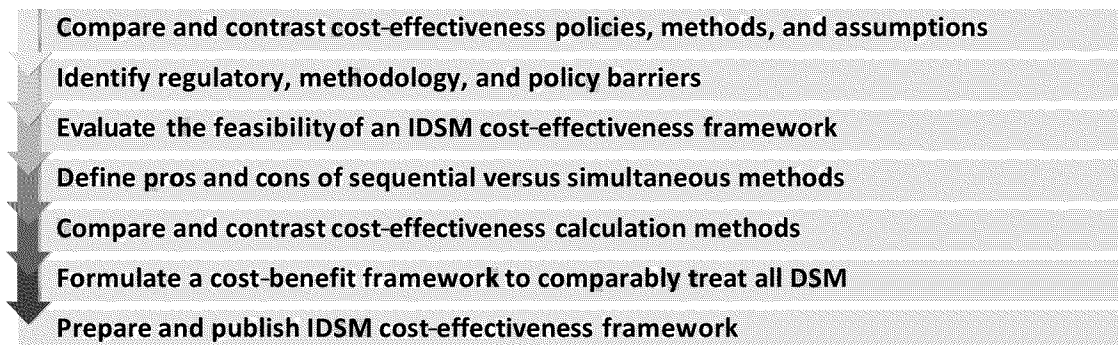 Compare and contrast cost-effectiveness policies, methods, and assumptions
Identify regulatory, methodology, and policy barriers
Evaluate the feasibility of an IDSM cost-effectiveness framework
Define pros and cons of sequential versus simultaneous methods
Compare and contrast cost-effectiveness calculation methods
Formulate a cost-benefit framework to comparably treat all DSM
Prepare and publish IDSM cost-effectiveness framework